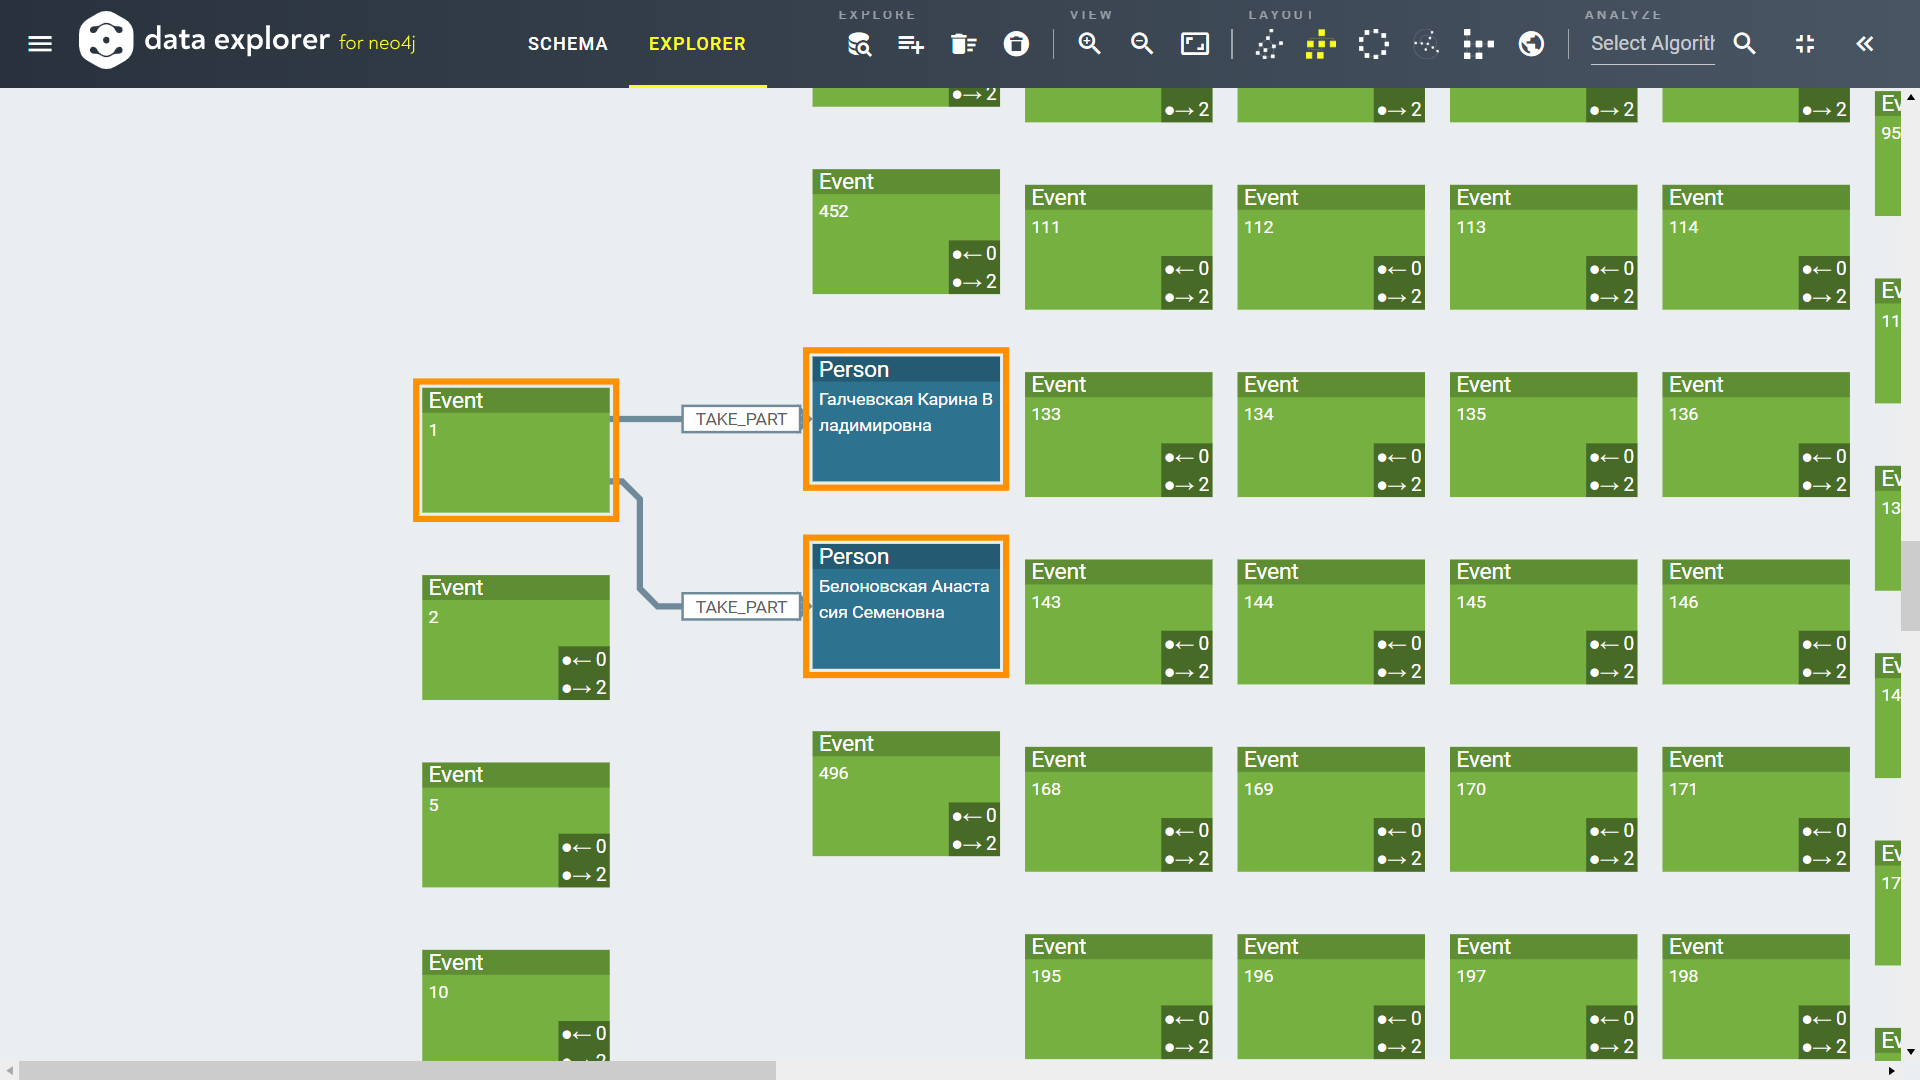 EXPLORE VIEW LAYOUT ANALYZE
data explorer for neo4j SCHEMA EXPLORER Select Algorith
●→ 2 ●→ 2 ●→ 2 ●→ 2 ●→ 2
Ev
95
Event
452
●← 0
●→ 2
Event
111
●← 0
●→ 2
Event
112
●← 0
●→ 2
Event
113
●← 0
●→ 2
Event
114
●← 0
●→ 2
Ev
11
Event
1
TAKE_PART
Person
Галчевская Карина В
ладимировна
Event
133
●← 0
●→ 2
Event
134
●← 0
●→ 2
Event
135
●← 0
●→ 2
Event
136
●← 0
●→ 2
Ev
13
Event
2
●← 0
●→ 2
TAKE_PART
Person
Белоновская Анаста
сия Семеновна
Event
143
●← 0
●→ 2
Event
144
●← 0
●→ 2
Event
145
●← 0
●→ 2
Event
146
●← 0
●→ 2
Ev
14
Event
5
●← 0
●→ 2
Event
496
●← 0
●→ 2
Event
168
●← 0
●→ 2
Event
169
●← 0
●→ 2
Event
170
●← 0
●→ 2
Event
171
●← 0
●→ 2
Ev
17
Event
10
●← 0
●→ 2
Event
195
●← 0
●→ 2
Event
196
●← 0
●→ 2
Event
197
●← 0
●→ 2
Event
198
●← 0
●→ 2
Ev